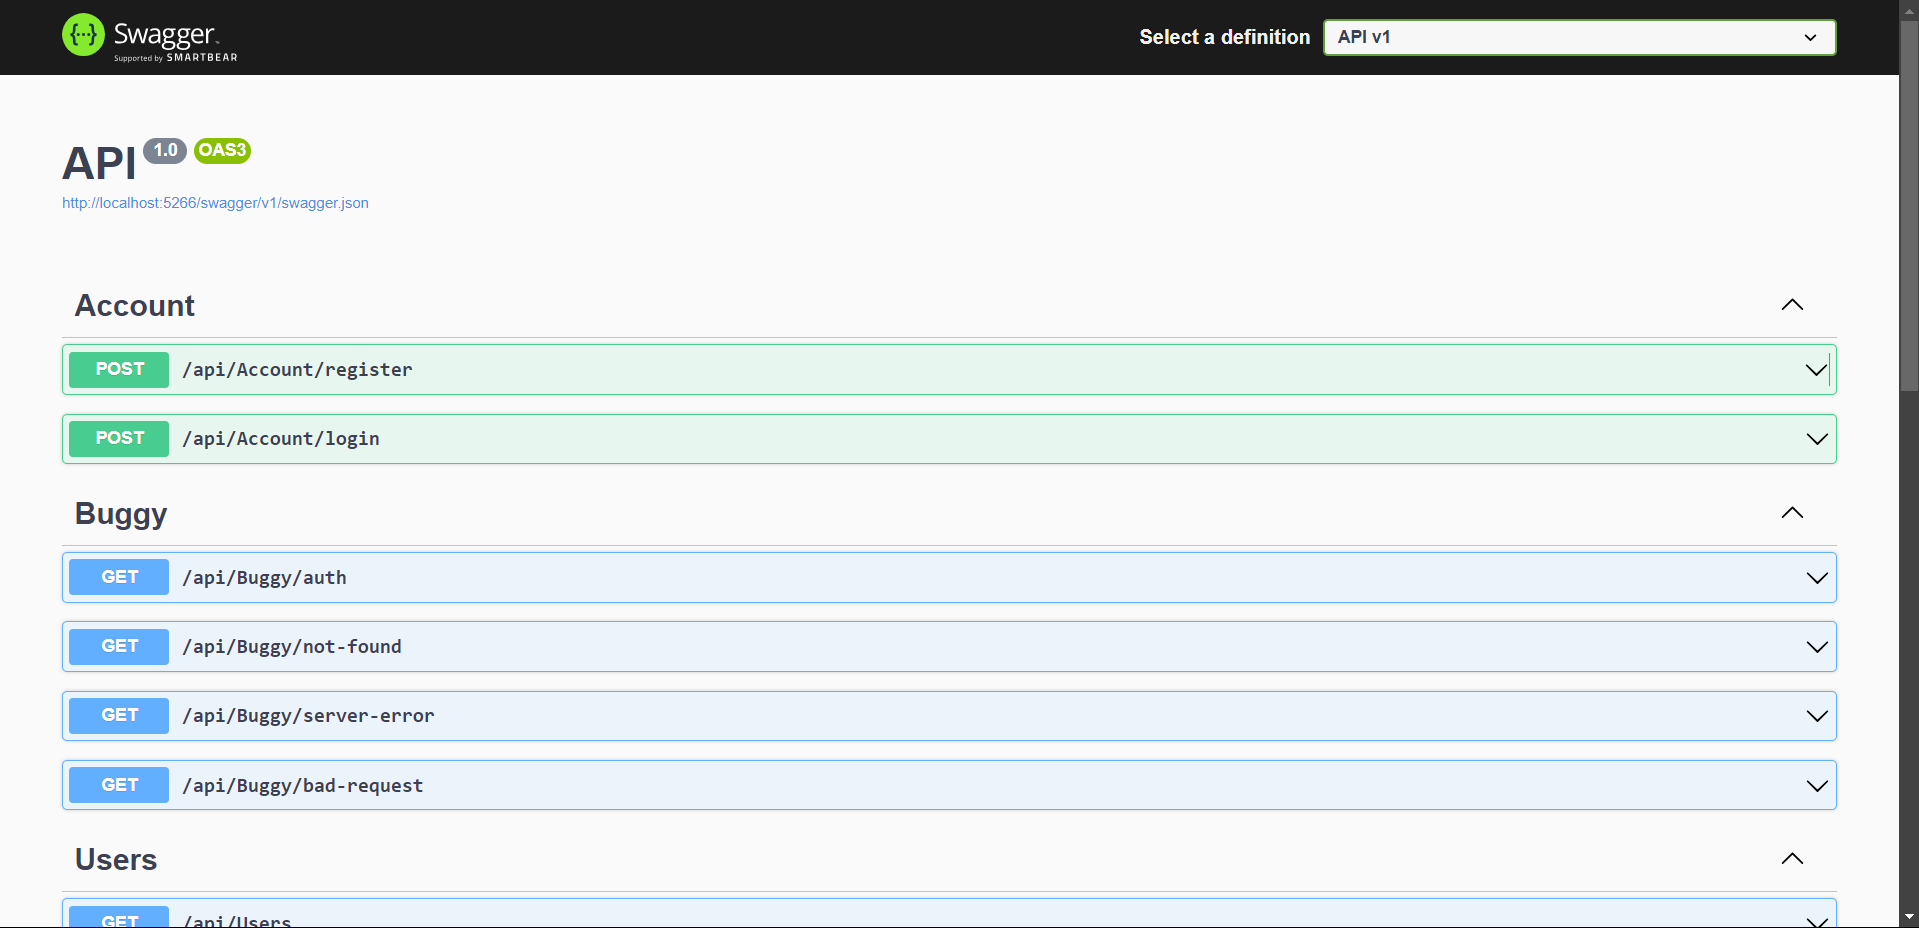 {···} Swagger
Supported by SMARTBEAR
Select a definition
API v1
API 1.0 OAS3
http://localhost:5266/swagger/v1/swagger.json
Account
POST /api/Account/register
POST /api/Account/login
Buggy
GET /api/Buggy/auth
GET /api/Buggy/not-found
GET /api/Buggy/server-error
GET /api/Buggy/bad-request
Users
GET /api/Users